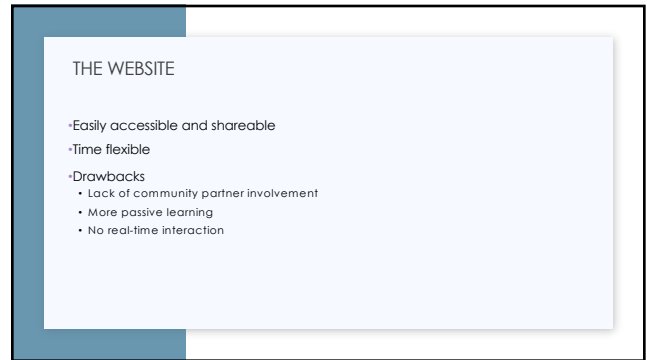 THE WEBSITE
•Easily accessible and shareable
•Time flexible
•Drawbacks
• Lack of community partner involvement
• More passive learning
• No real-time interaction